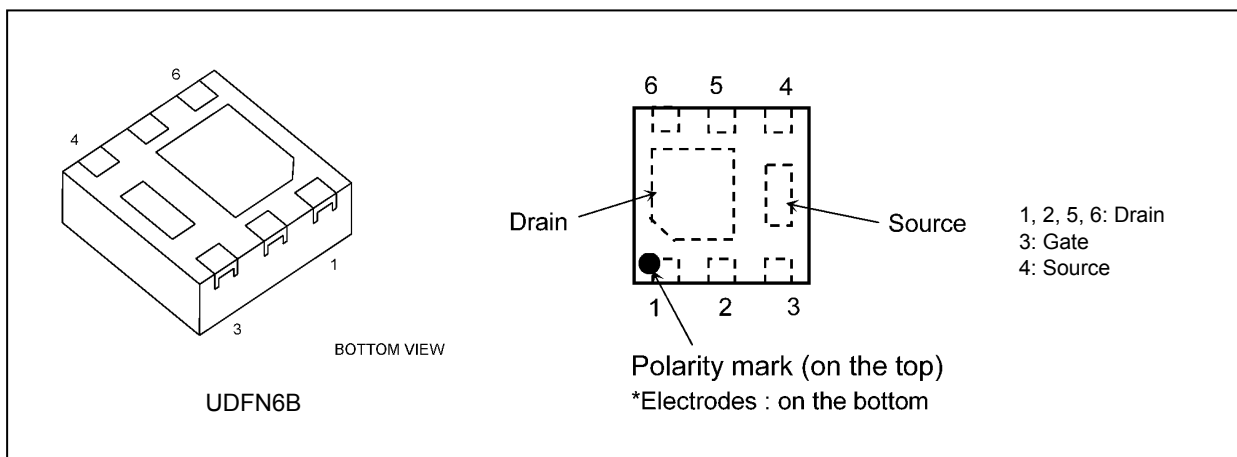 6
4
1
3
BOTTOM VIEW
UDFN6B
6 5 4
Drain
Source
1 2 3
Polarity mark (on the top)
*Electrodes : on the bottom
1, 2, 5, 6: Drain
3: Gate
4: Source